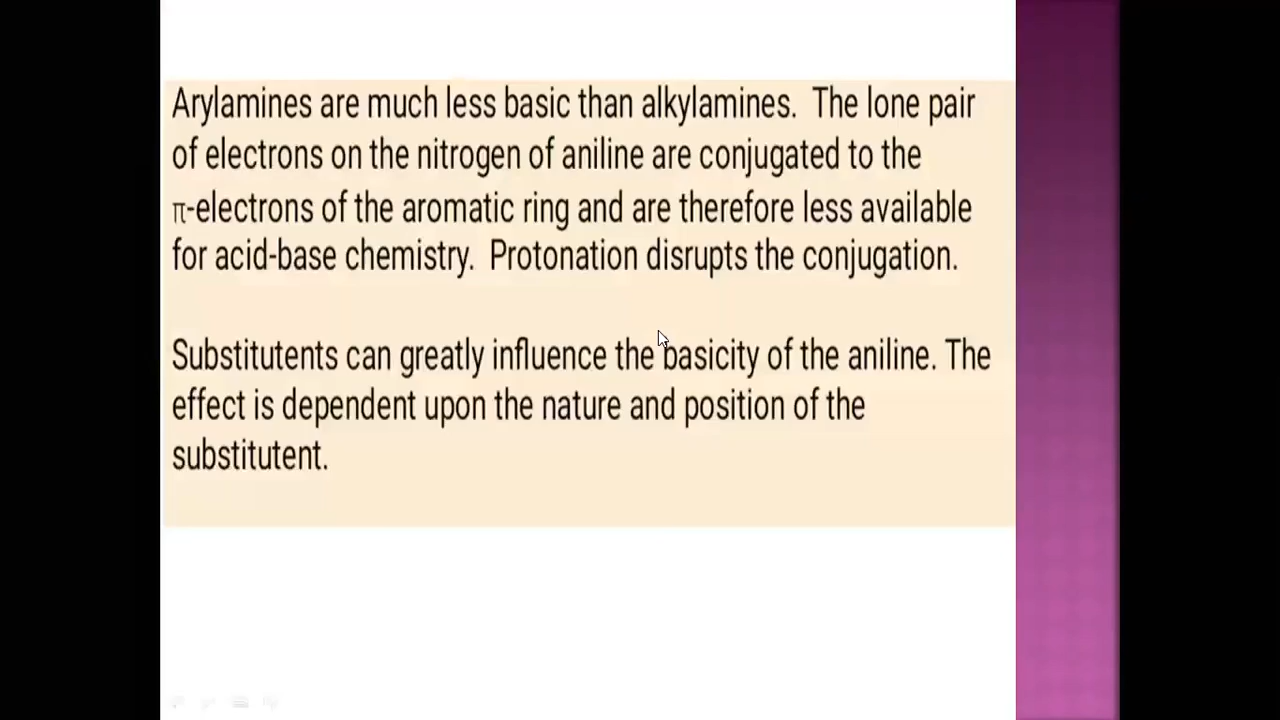 Arylamines are much less basic than alkylamines.  The lone pair
of electrons on the nitrogen of aniline are conjugated to the
π-electrons of the aromatic ring and are therefore less available
for acid-base chemistry.  Protonation disrupts the conjugation.
Substitutents can greatly influence the basicity of the aniline. The
effect is dependent upon the nature and position of the
substitutent.